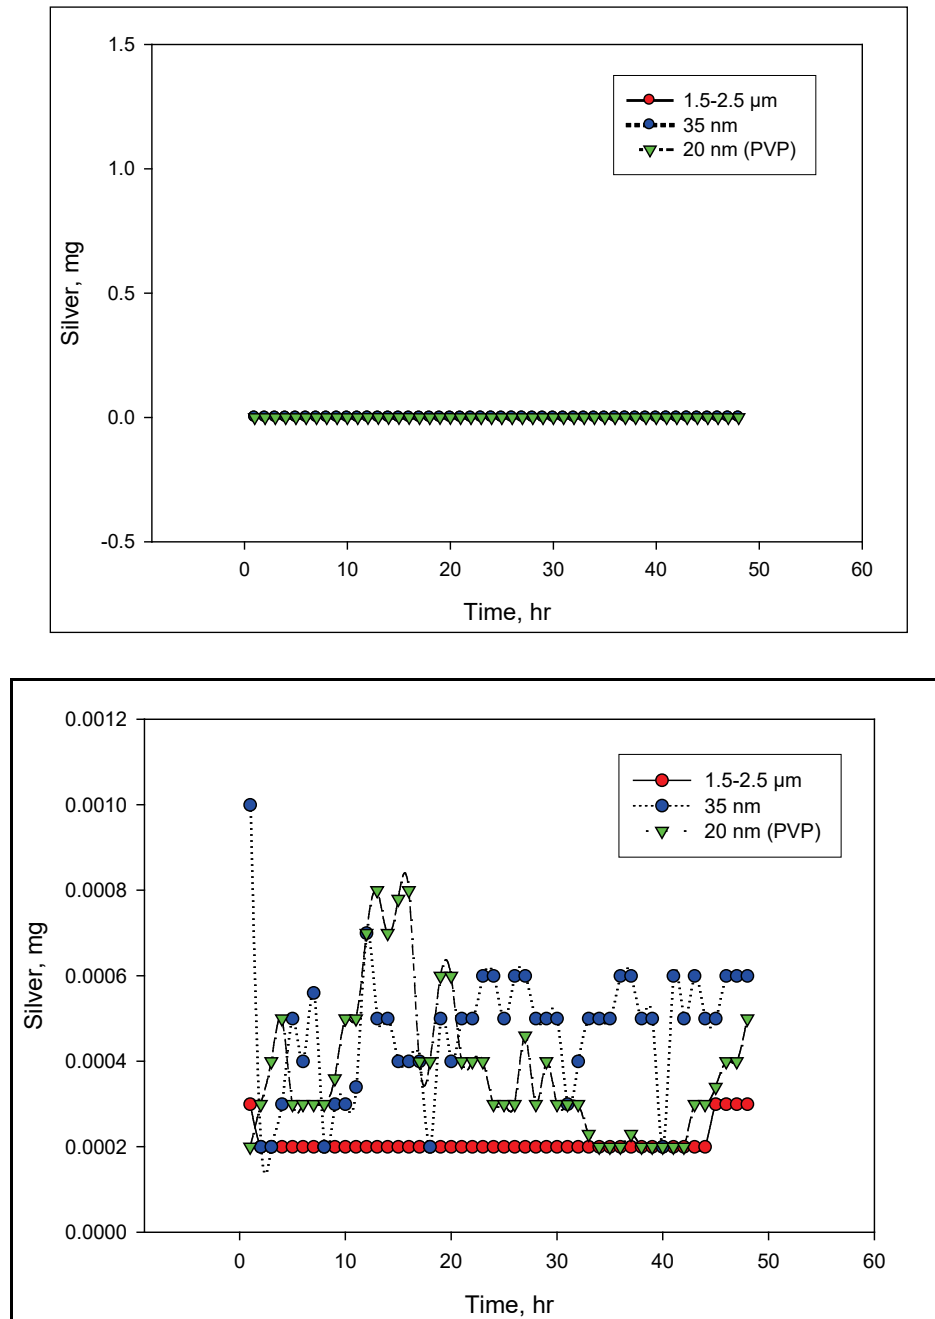 1.5
1.5-2.5 µm
35 nm
20 nm (PVP)
1.0
Silver, mg
0.5
0.0
-0.5
0 10 20 30 40 50 60
Time, hr
0.0012
1.5-2.5 µm
35 nm
20 nm (PVP)
0.0010
0.0008
Silver, mg
0.0006
0.0004
0.0002
0.0000
0 10 20 30 40 50 60
Time, hr